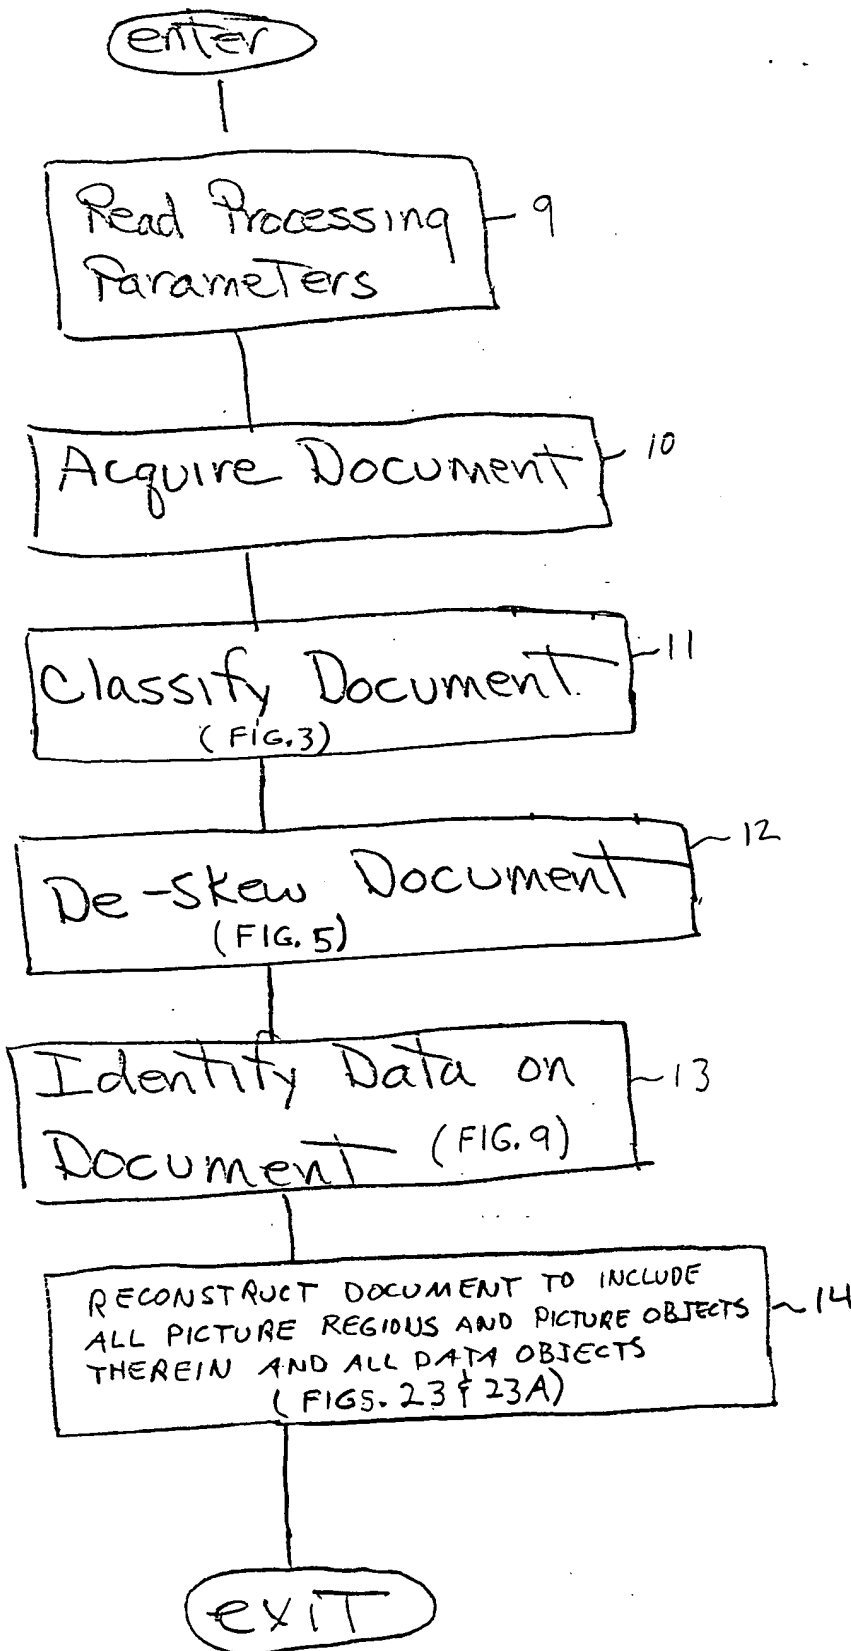 enter
Read Processing
Parameters
9
Acquire Document
10
Classify Document
(FIG.3)
11
De-Skew Document
(FIG. 5)
12
Identify Data on
Document (FIG. 9)
13
RECONSTRUCT DOCUMENT TO INCLUDE
ALL PICTURE REGIONS AND PICTURE OBJECTS
THEREIN AND ALL DATA OBJECTS
(FIGS. 23 & 23A)
14
exit